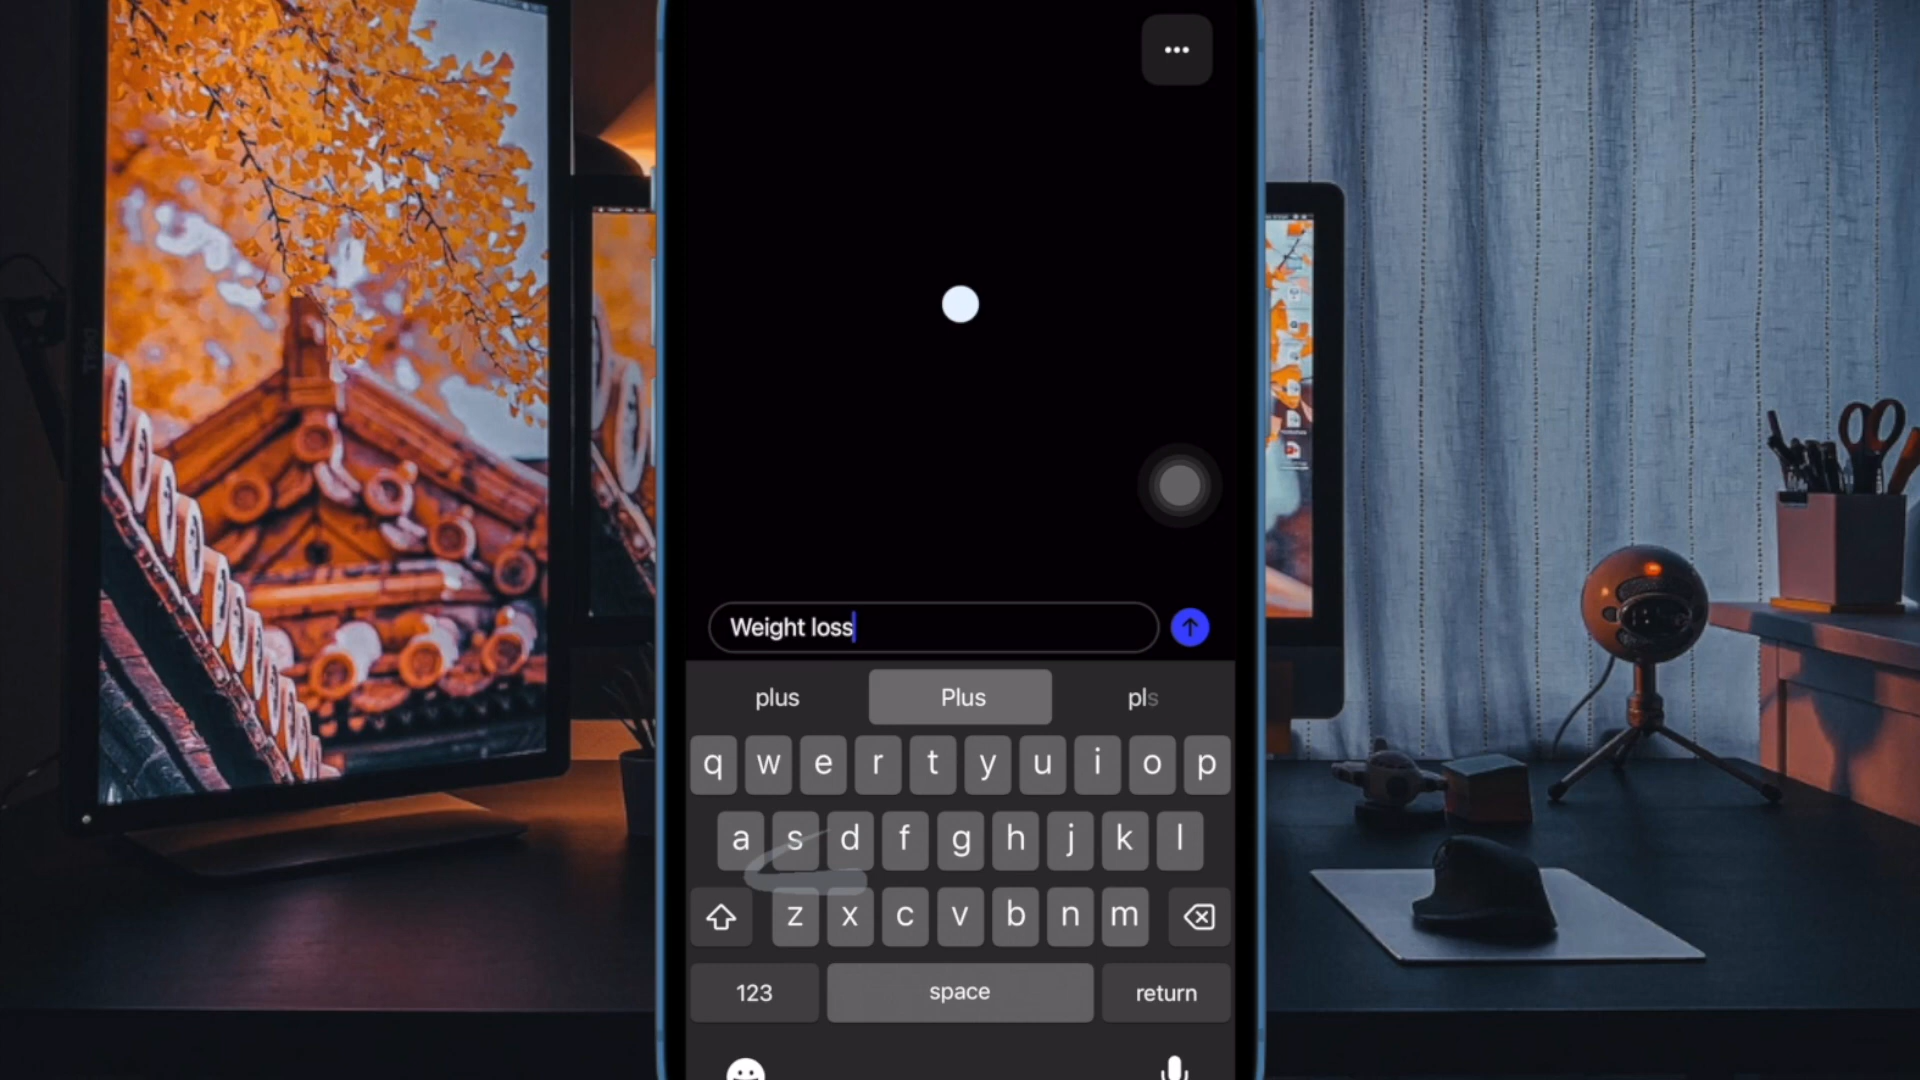 Weight loss
plus Plus pls
q w e r t y u i o p
a s d f g h j k l
z x c v b n m
123 space return